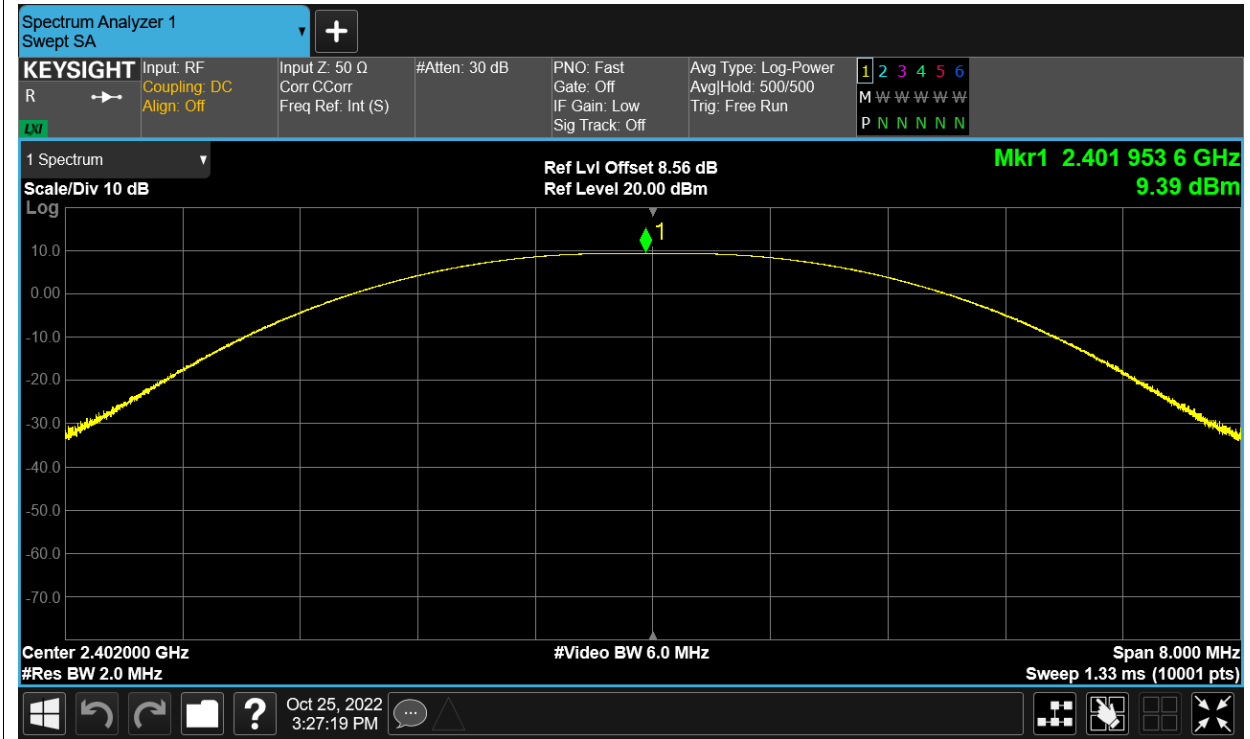 Spectrum Analyzer 1
Swept SA
KEYSIGHT
R
LXI
Input: RF
Coupling: DC
Align: Off
Input Z: 50 Ω
Corr CCorr
Freq Ref: Int (S)
#Atten: 30 dB
PNO: Fast
Gate: Off
IF Gain: Low
Sig Track: Off
Avg Type: Log-Power
Avg|Hold: 500/500
Trig: Free Run
1 2 3 4 5 6
M W W W W W
P N N N N N
1 Spectrum
Scale/Div 10 dB
Log
Ref Lvl Offset 8.56 dB
Ref Level 20.00 dBm
Mkr1 2.401 953 6 GHz
9.39 dBm
1
10.0
0.00
-10.0
-20.0
-30.0
-40.0
-50.0
-60.0
-70.0
Center 2.402000 GHz
#Res BW 2.0 MHz
#Video BW 6.0 MHz
Span 8.000 MHz
Sweep 1.33 ms (10001 pts)
?
Oct 25, 2022
3:27:19 PM